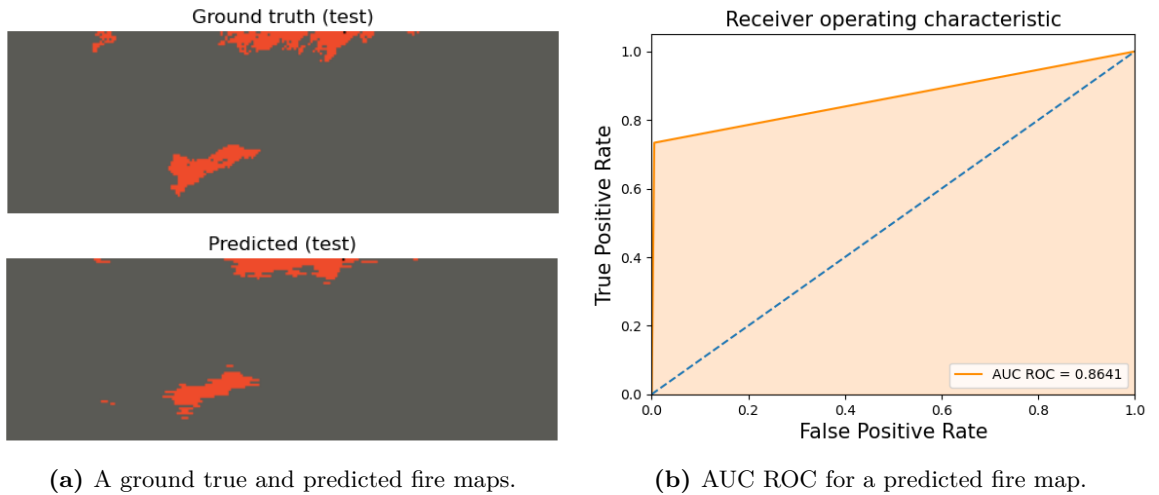 Ground truth (test)
Predicted (test)
(a) A ground true and predicted fire maps.
Receiver operating characteristic
True Positive Rate
1.0
0.8
0.6
0.4
0.2
0.0
0.0 0.2 0.4 0.6 0.8 1.0
False Positive Rate
AUC ROC = 0.8641
(b) AUC ROC for a predicted fire map.